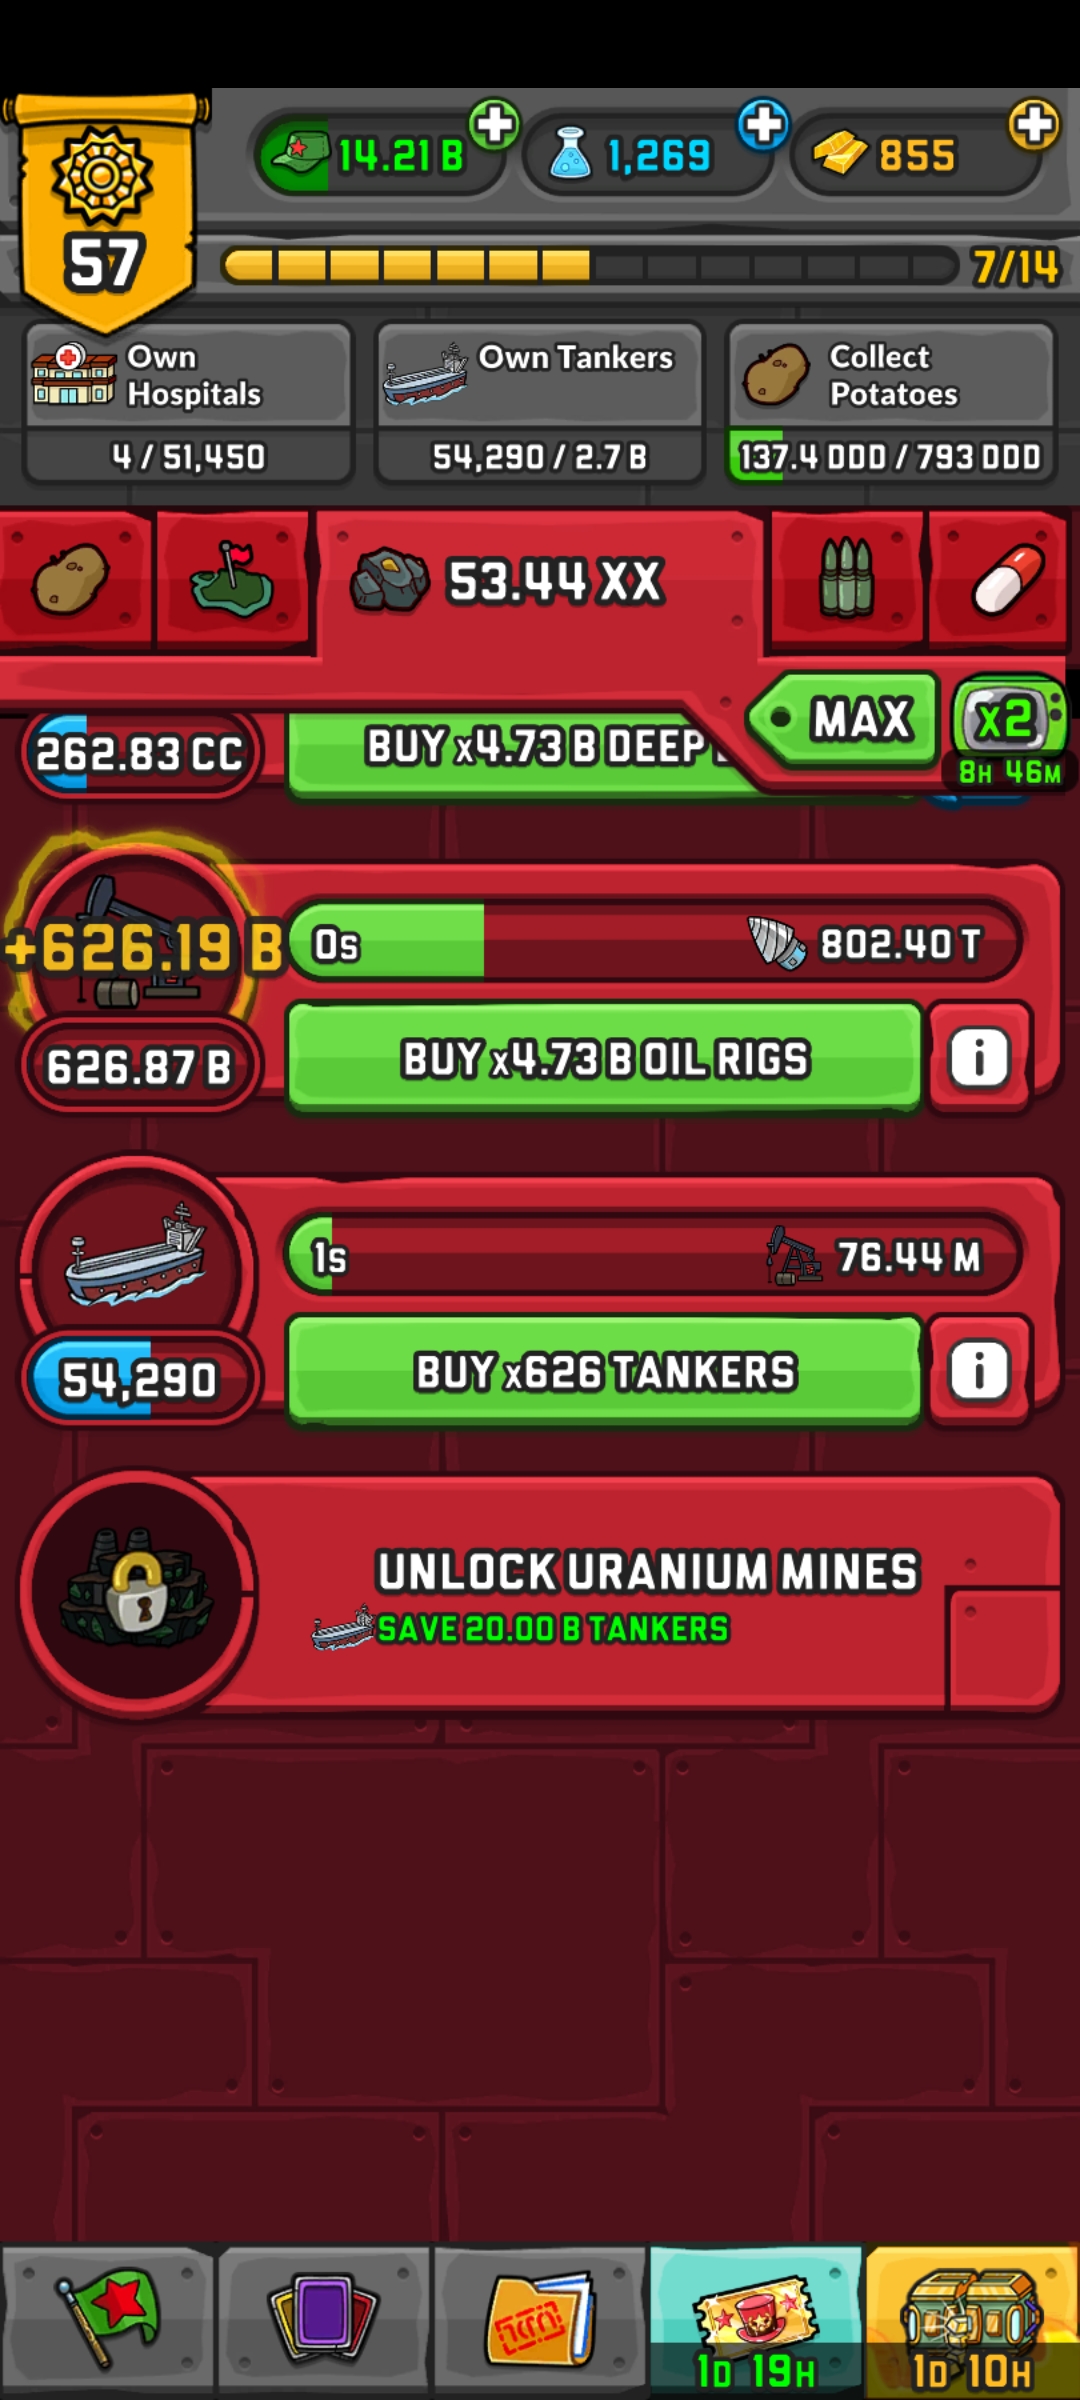 14.21 B
1,269
855
57
7/14
Own
Hospitals
4 / 51,450
Own Tankers
54,290 / 2.7 B
Collect
Potatoes
137.4 DDD / 793 DDD
53.44 XX
MAX
x2
8H 46M
262.83 CC
BUY x4.73 B DEEP
+626.19 B
0s
802.40 T
626.87 B
BUY x4.73 B OIL RIGS
i
1s
76.44 M
54,290
BUY x626 TANKERS
i
UNLOCK URANIUM MINES
SAVE 20.00 B TANKERS
1D 19H
1D 10H